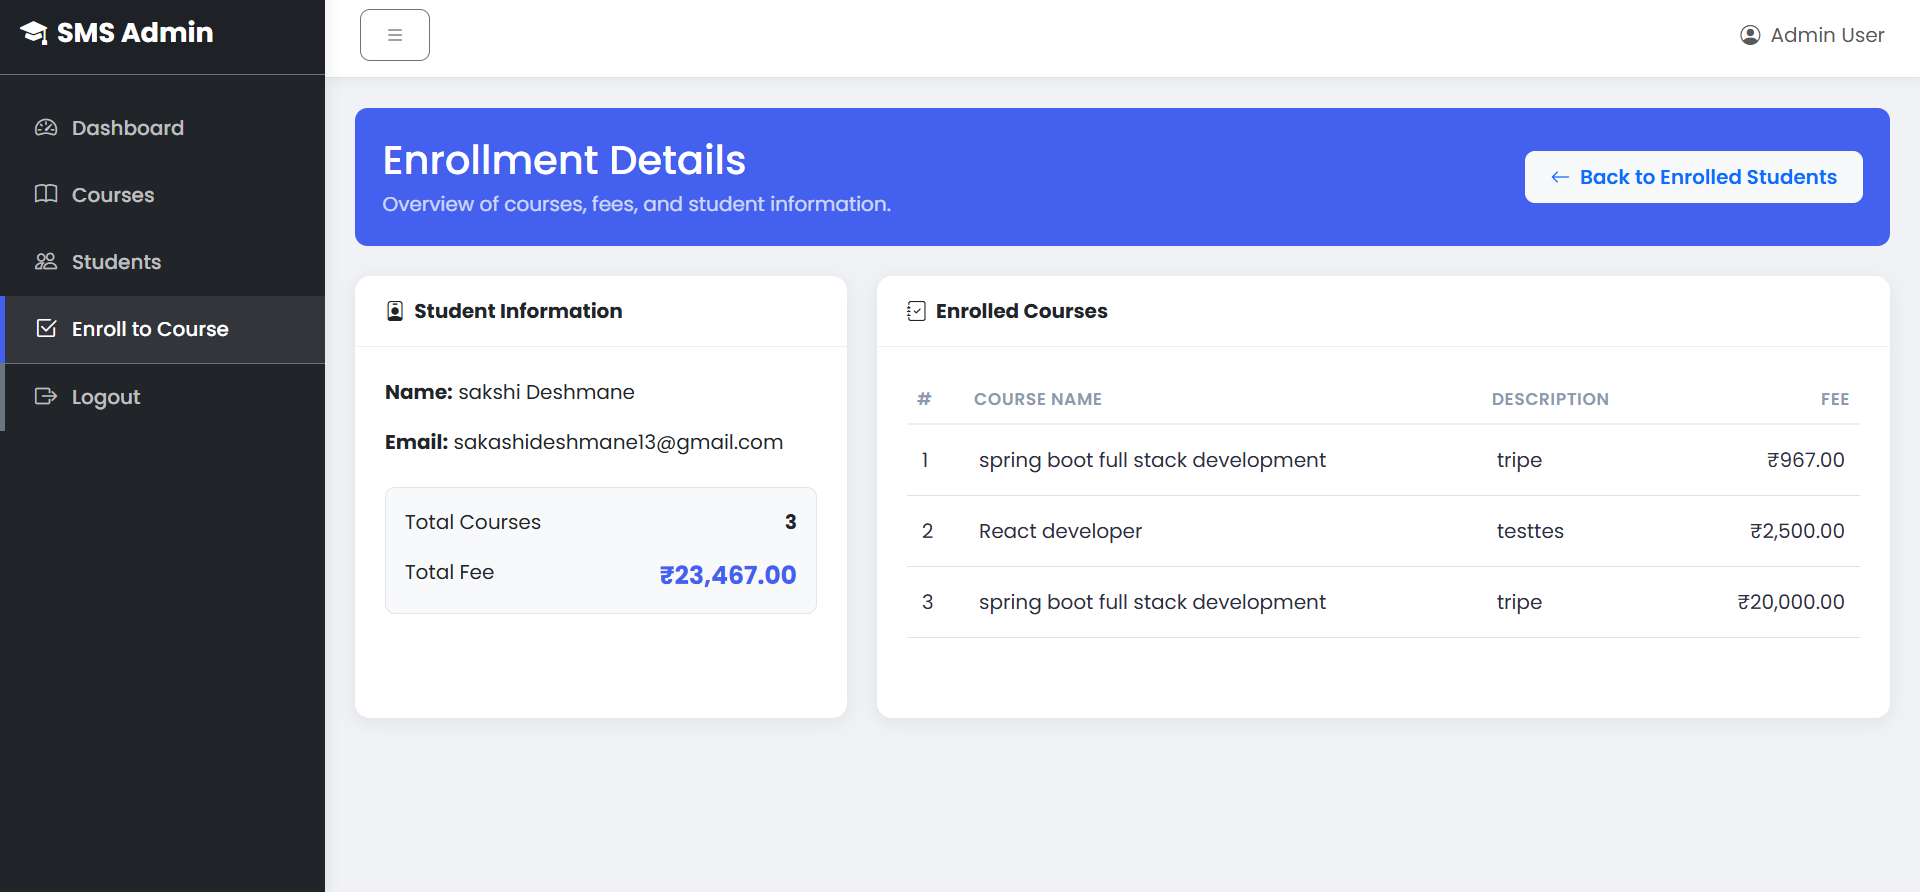 SMS Admin
Admin User
Dashboard
Courses
Students
Enroll to Course
Logout
Enrollment Details
Overview of courses, fees, and student information.
Back to Enrolled Students
Student Information
Name: sakshi Deshmane
Email: sakashideshmane13@gmail.com
Total Courses 3
Total Fee ₹23,467.00
Enrolled Courses
# COURSE NAME DESCRIPTION FEE
1 spring boot full stack development tripe ₹967.00
2 React developer testtes ₹2,500.00
3 spring boot full stack development tripe ₹20,000.00